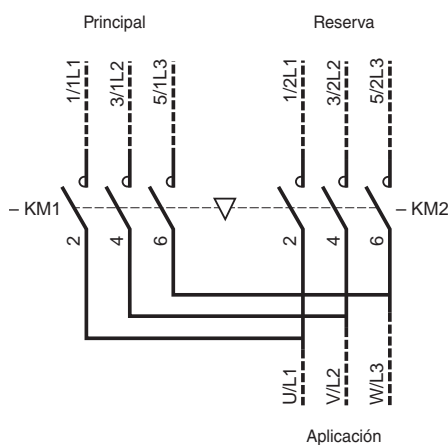 Principal
Reserva
1/1L1
3/1L2
5/1L3
1/2L1
3/2L2
5/2L3
– KM1
– KM2
2
4
6
2
4
6
U/L1
V/L2
W/L3
Aplicación